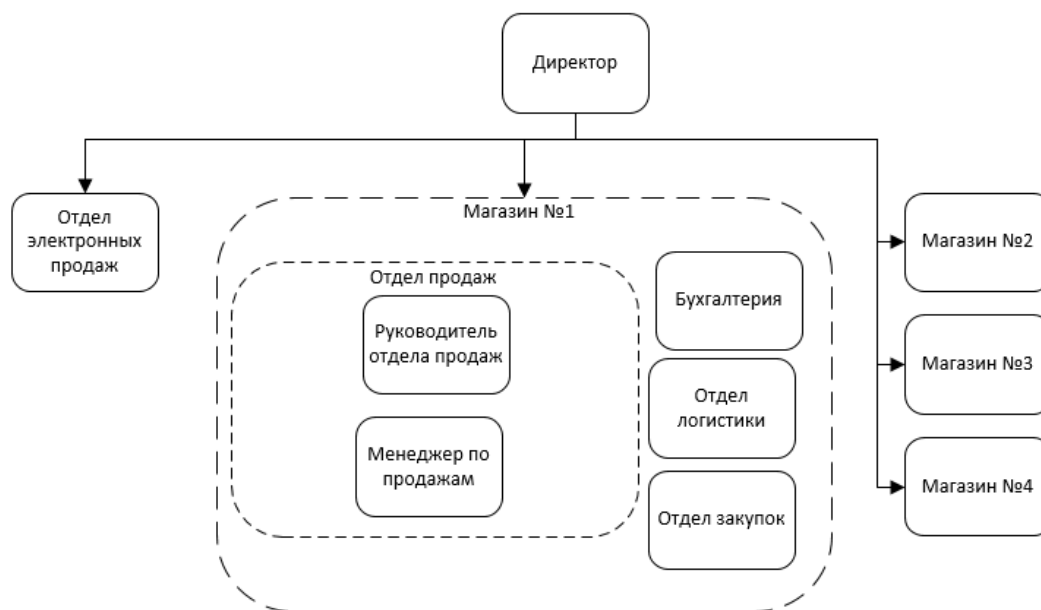 Директор
Отдел
электронных
продаж
Магазин №1
Отдел продаж
Руководитель
отдела продаж
Менеджер по
продажам
Бухгалтерия
Отдел
логистики
Отдел закупок
Магазин №2
Магазин №3
Магазин №4